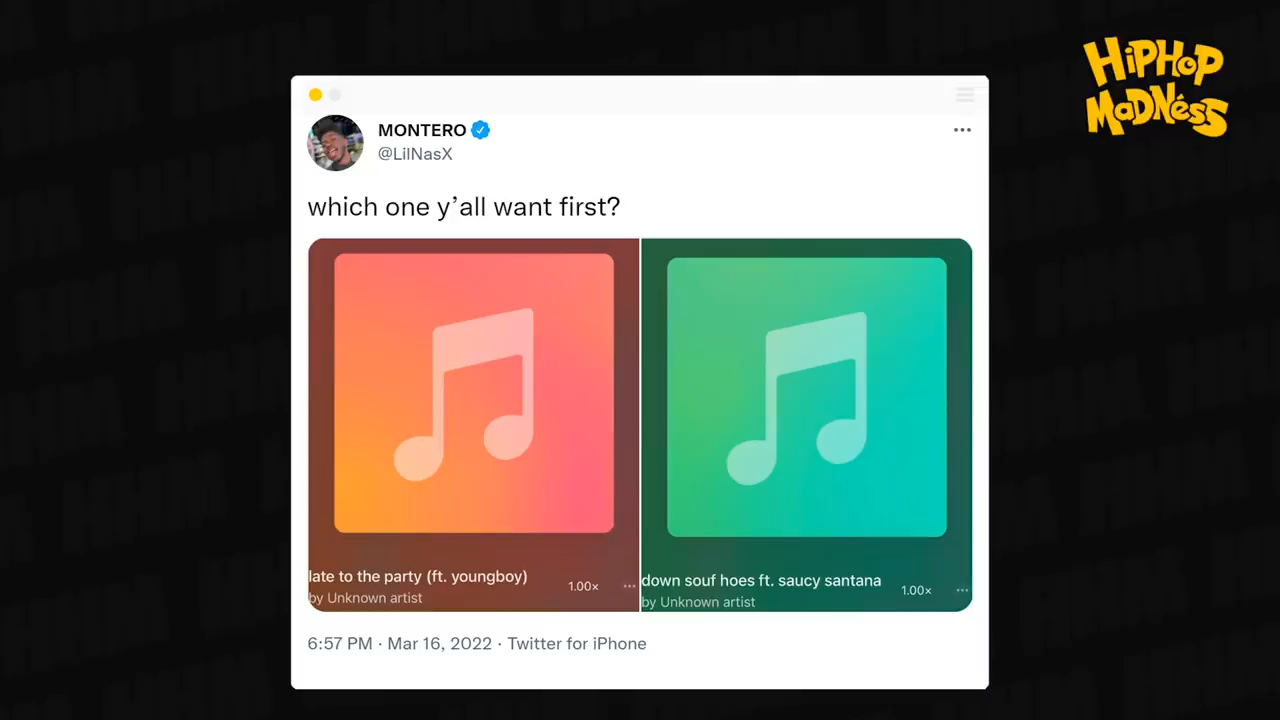 HiPHoP
MaDNéss
MONTERO
@LilNasX
which one y’all want first?
late to the party (ft. youngboy)
1.00×
by Unknown artist
down souf hoes ft. saucy santana
1.00×
by Unknown artist
6:57 PM · Mar 16, 2022 · Twitter for iPhone